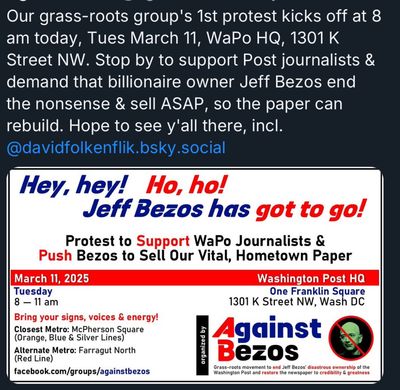 Our grass-roots group's 1st protest kicks off at 8
am today, Tues March 11, WaPo HQ, 1301 K
Street NW. Stop by to support Post journalists &
demand that billionaire owner Jeff Bezos end
the nonsense & sell ASAP, so the paper can
rebuild. Hope to see y'all there, incl.
@davidfolkenflik.bsky.social
Hey, hey! Ho, ho!
Jeff Bezos has got to go!
Protest to Support WaPo Journalists &
Push Bezos to Sell Our Vital, Hometown Paper
March 11, 2025
Washington Post HQ
Tuesday
8 — 11 am
One Franklin Square
1301 K Street NW, Wash DC
Bring your signs, voices & energy!
Closest Metro: McPherson Square
(Orange, Blue & Silver Lines)
Alternate Metro: Farragut North
(Red Line)
facebook.com/groups/againstbezos
organized by
Against
Bezos
Grass-roots movement to end Jeff Bezos' disastrous ownership of the
Washington Post and restore the newspaper to credibility & greatness